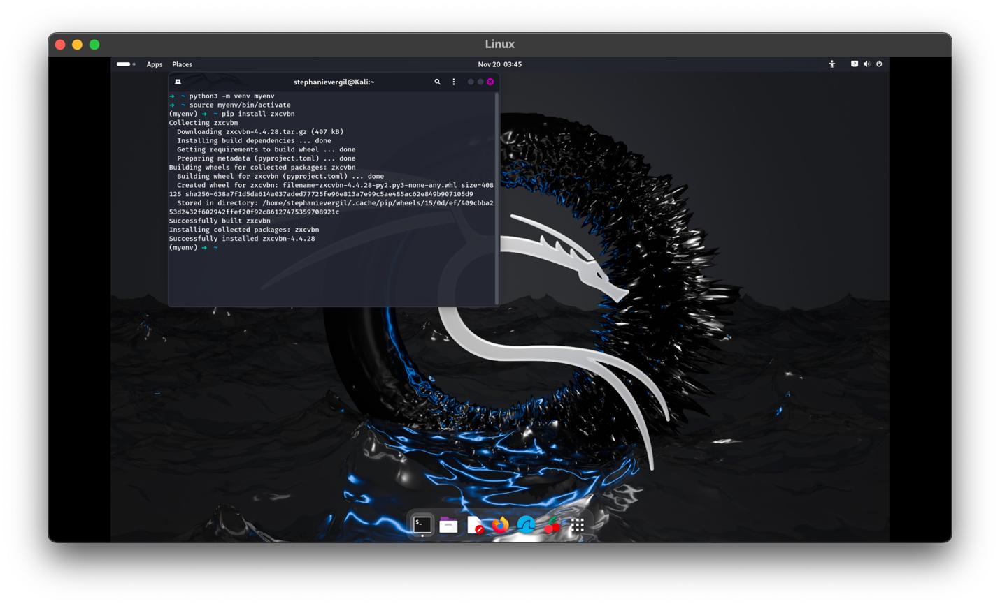 Linux
Apps Places Nov 20 03:45
stephanievergil@Kali:~
➜ ~ python3 -m venv myenv
➜ ~ source myenv/bin/activate
(myenv) ➜ ~ pip install zxcvbn
Collecting zxcvbn
Downloading zxcvbn-4.4.28.tar.gz (407 kB)
Installing build dependencies ... done
Getting requirements to build wheel ... done
Preparing metadata (pyproject.toml) ... done
Building wheels for collected packages: zxcvbn
Building wheel for zxcvbn (pyproject.toml) ... done
Created wheel for zxcvbn: filename=zxcvbn-4.4.28-py2.py3-none-any.whl size=408
125 sha256=638a7f1d5da614a037aded77725fe96e813a7e99c5ae485ac62e849b907105d9
Stored in directory: /home/stephanievergil/.cache/pip/wheels/15/0d/ef/409cbba2
53d2432f602942ffef20f92c86127475359708921c
Successfully built zxcvbn
Installing collected packages: zxcvbn
Successfully installed zxcvbn-4.4.28
(myenv) ➜ ~
$_